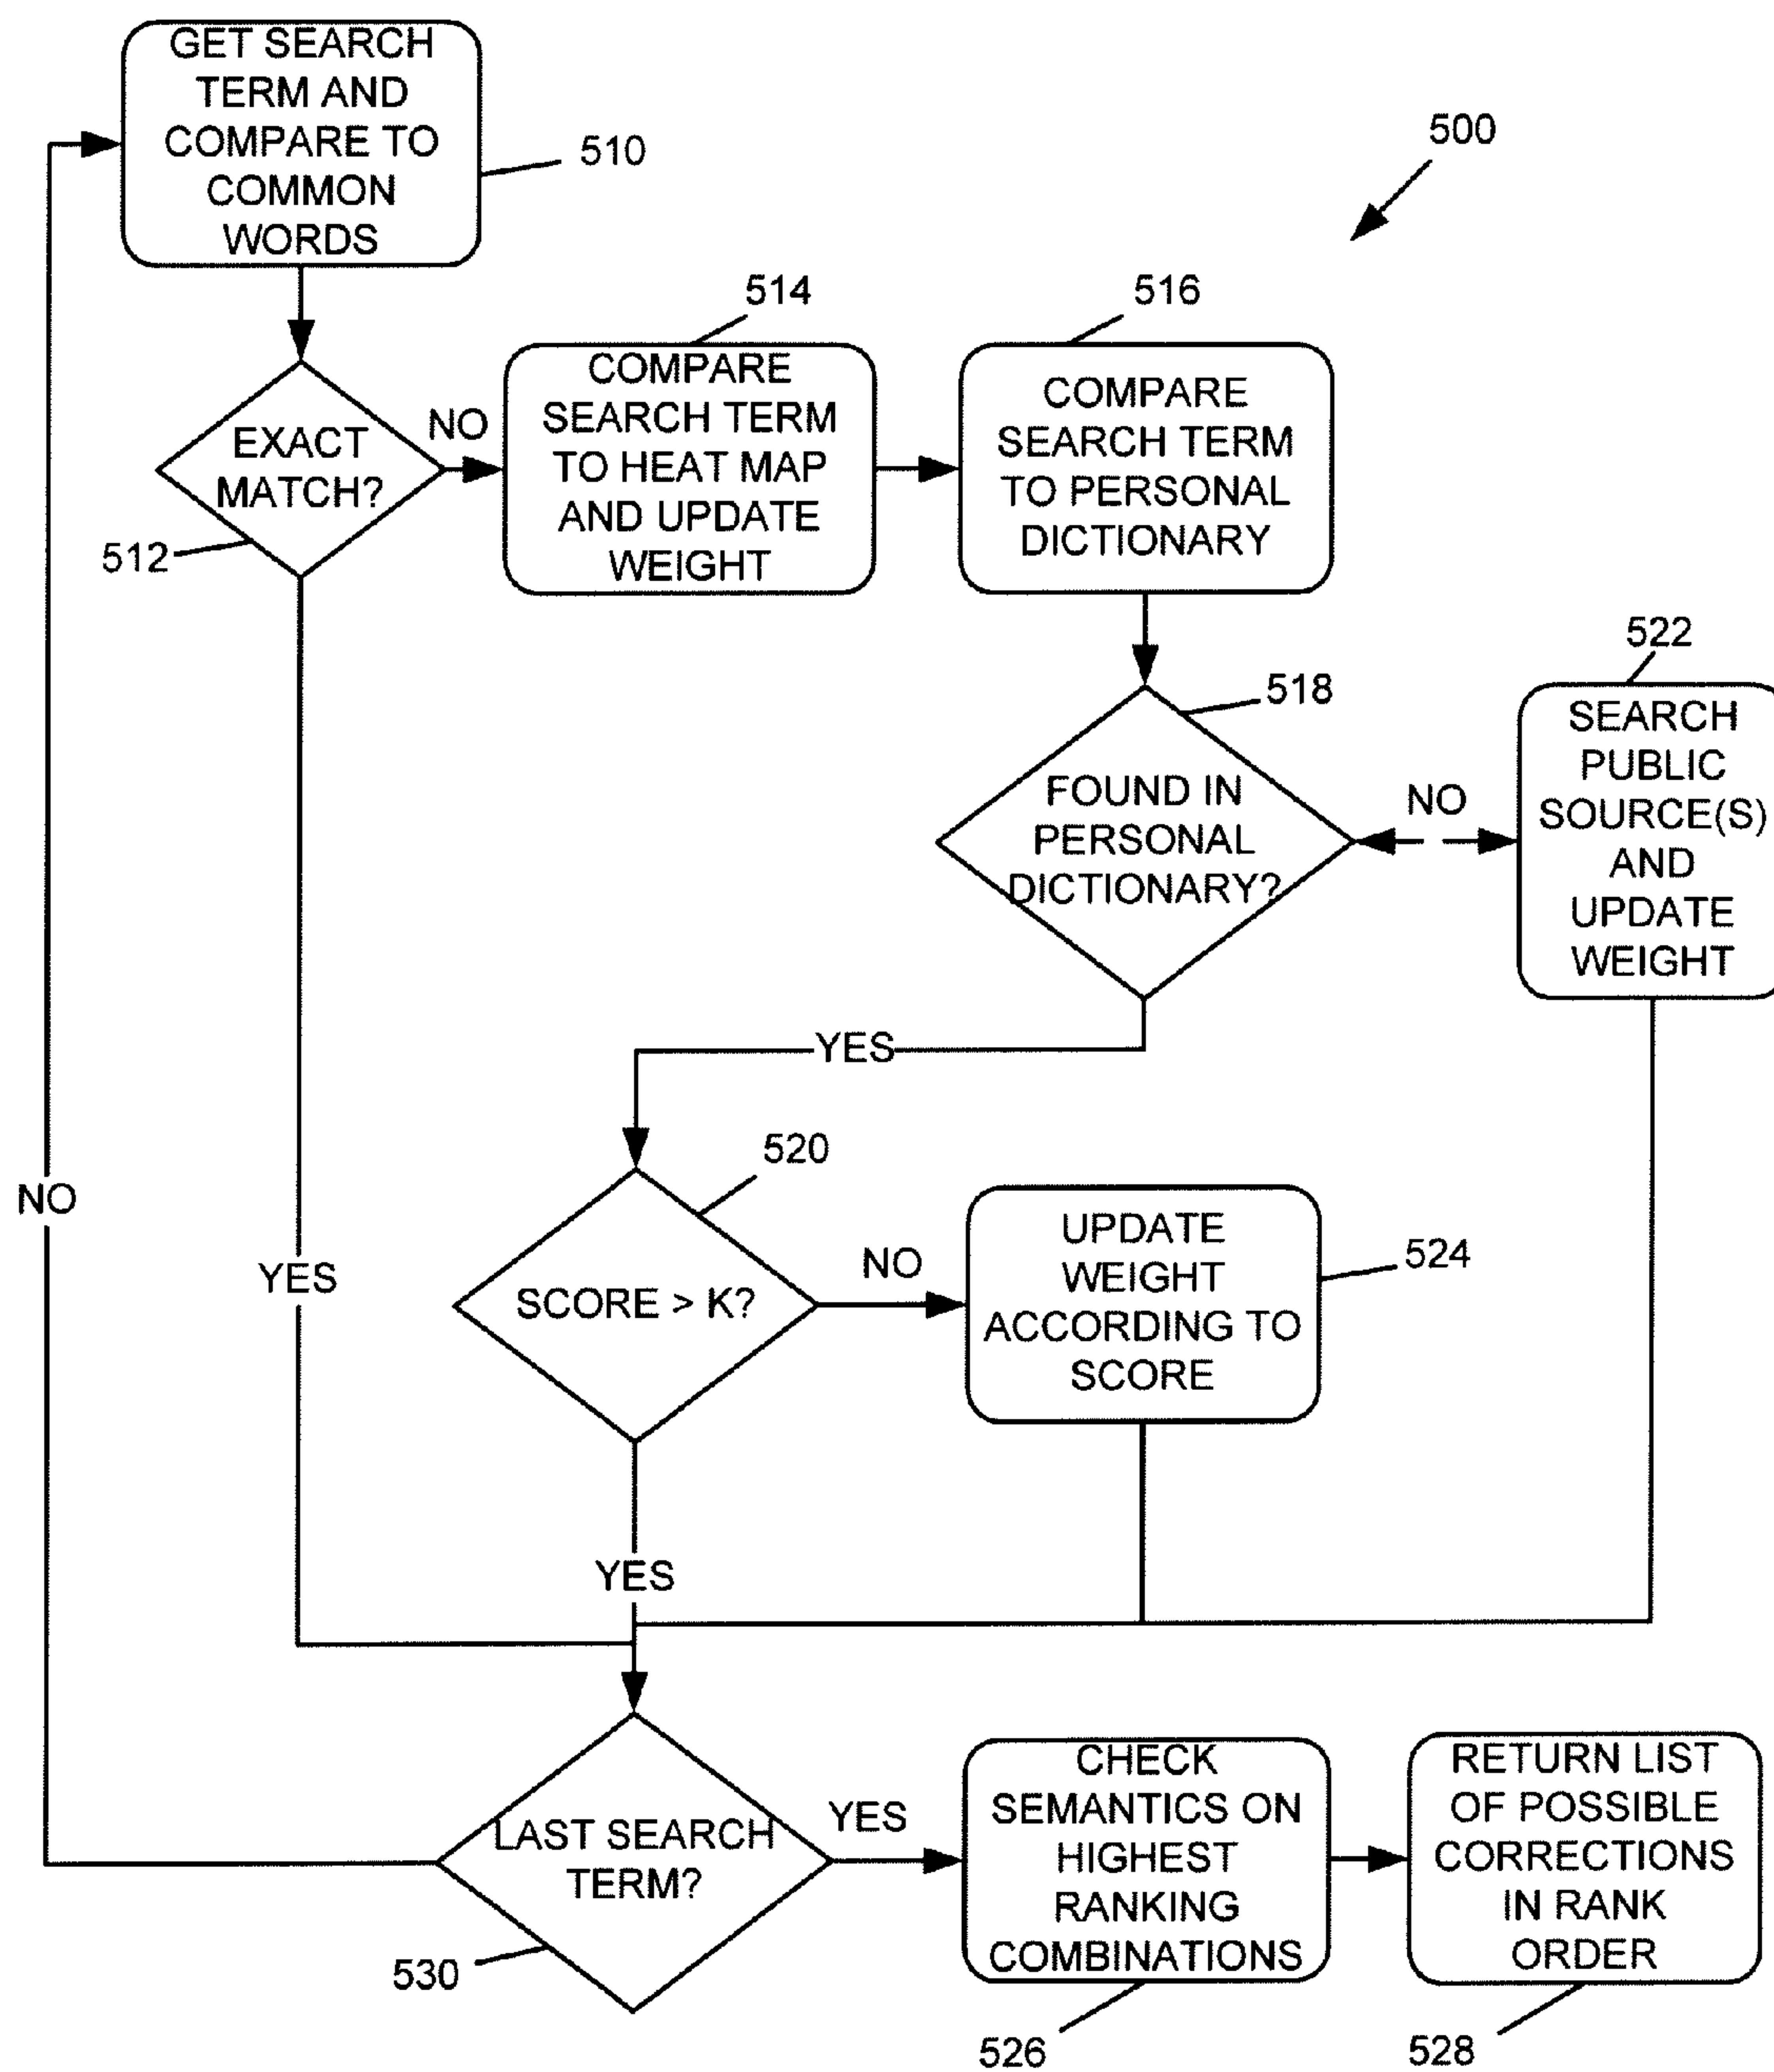 GET SEARCH
TERM AND
COMPARE TO
COMMON
WORDS
510
500
514
516
COMPARE
SEARCH TERM
TO HEAT MAP
AND UPDATE
WEIGHT
COMPARE
SEARCH TERM
TO PERSONAL
DICTIONARY
NO
EXACT
MATCH?
512
522
518
SEARCH
PUBLIC
SOURCE(S)
AND
UPDATE
WEIGHT
FOUND IN
PERSONAL
DICTIONARY?
NO
YES
520
NO
YES
SCORE > K?
NO
UPDATE
WEIGHT
ACCORDING TO
SCORE
524
YES
LAST SEARCH
TERM?
YES
530
CHECK
SEMANTICS ON
HIGHEST
RANKING
COMBINATIONS
526
RETURN LIST
OF POSSIBLE
CORRECTIONS
IN RANK
ORDER
528